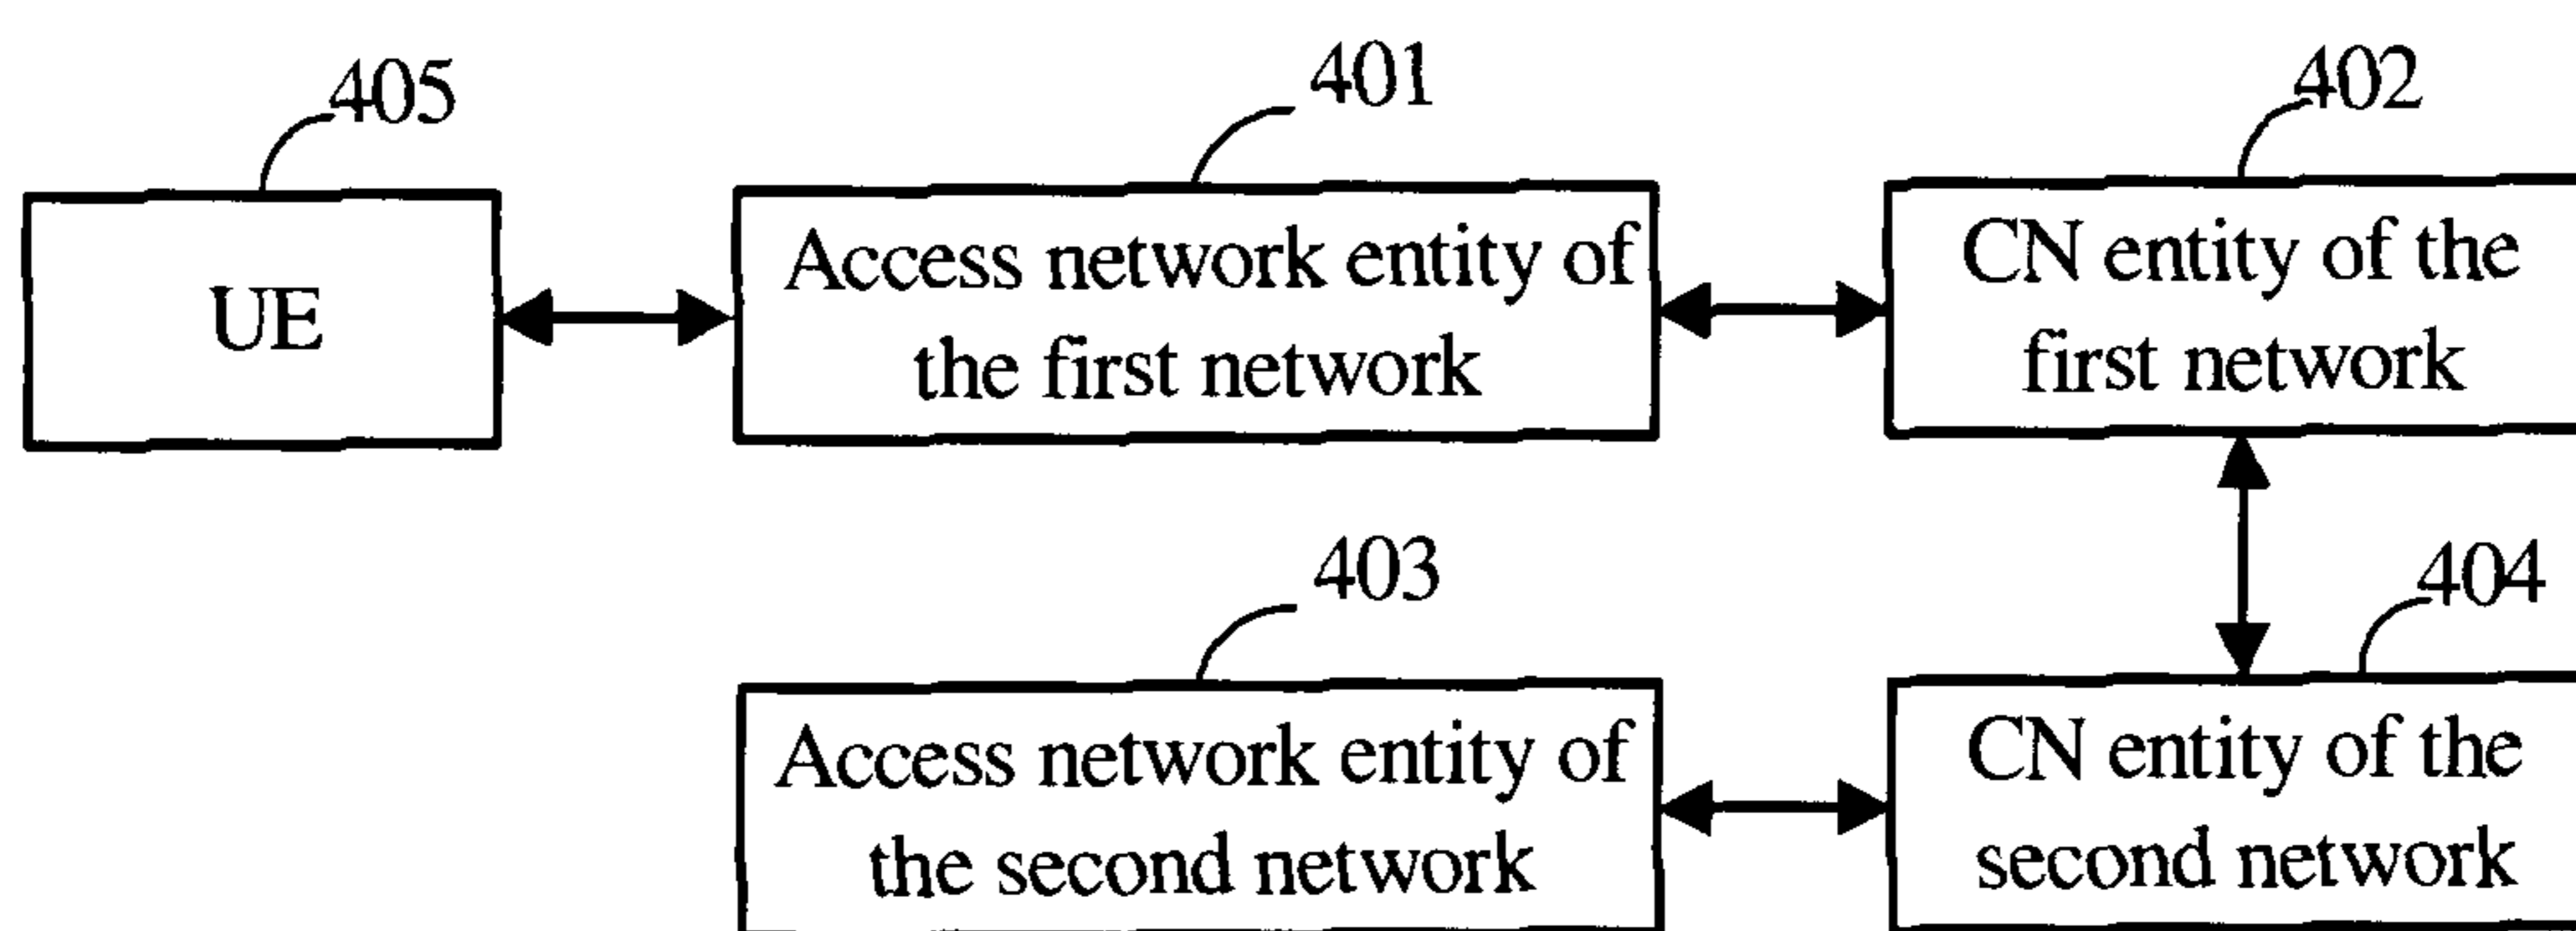 405
401
402
UE
Access network entity of
the first network
CN entity of the
first network
403
404
Access network entity of
the second network
CN entity of the
second network